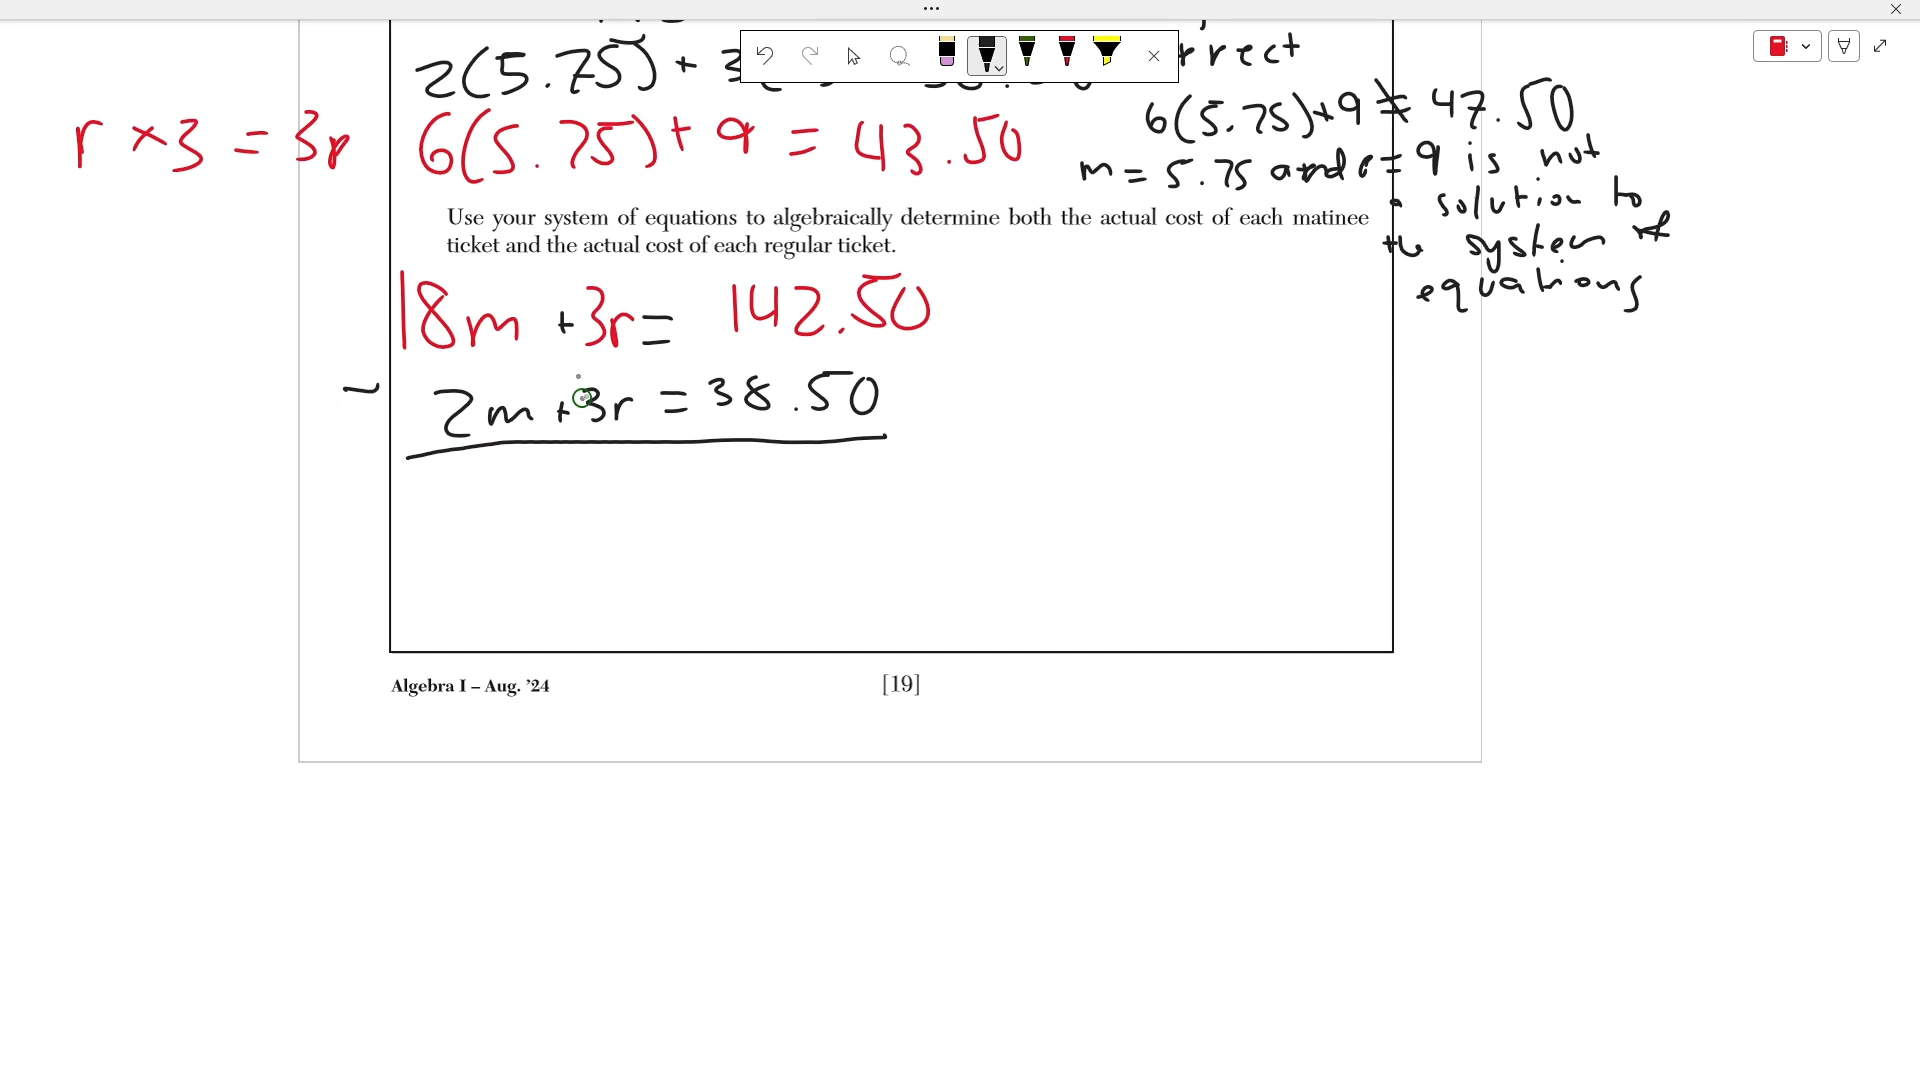 2(5.75) + 3
rrect
6(5.75)+9 ≠ 47.50
r × 3 = 3r
6(5.75) + 9 = 43.50
m = 5.75 and r = 9 is not
a solution to
the system of
equations
Use your system of equations to algebraically determine both the actual cost of each matinee
ticket and the actual cost of each regular ticket.
18m + 3r = 142.50
- 2m + 3r = 38.50
Algebra I – Aug. ’24
[19]